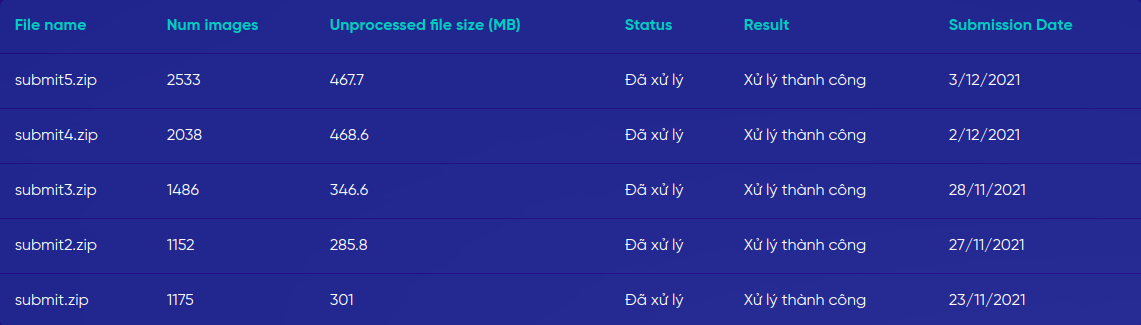 File name Num images Unprocessed file size (MB) Status Result Submission Date
submit5.zip 2533 467.7 Đã xử lý Xử lý thành công 3/12/2021
submit4.zip 2038 468.6 Đã xử lý Xử lý thành công 2/12/2021
submit3.zip 1486 346.6 Đã xử lý Xử lý thành công 28/11/2021
submit2.zip 1152 285.8 Đã xử lý Xử lý thành công 27/11/2021
submit.zip 1175 301 Đã xử lý Xử lý thành công 23/11/2021